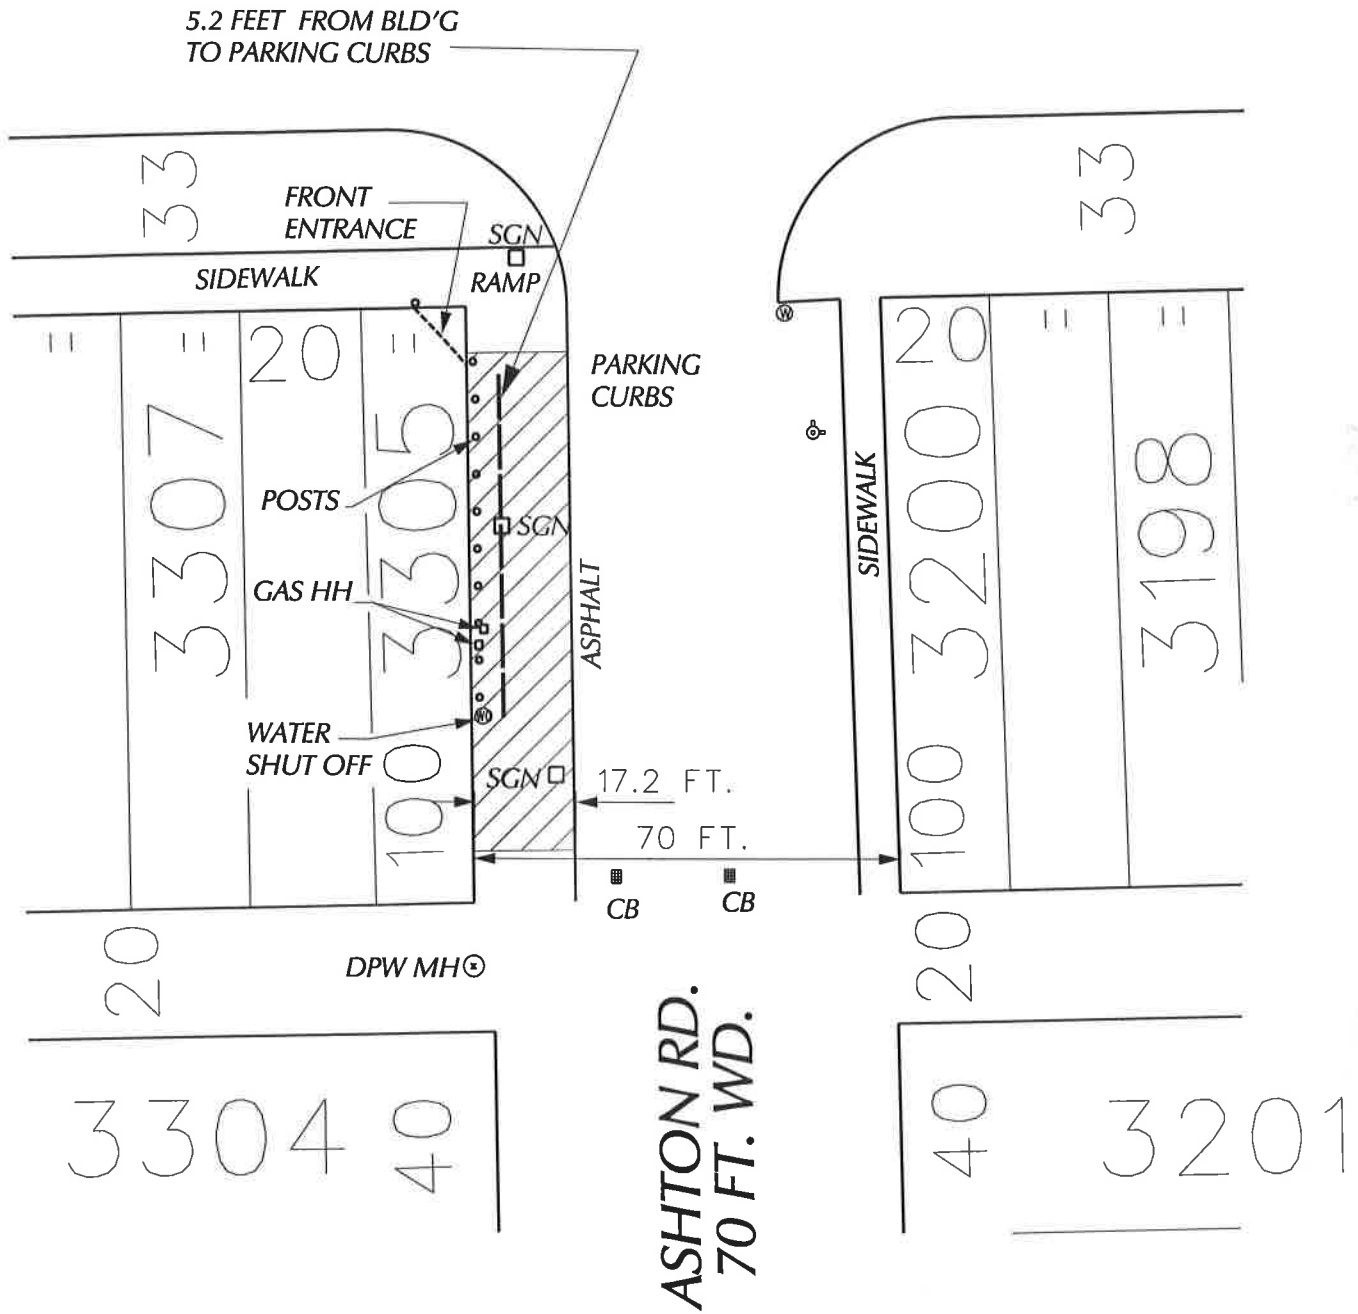 5.2 FEET FROM BLD'G
TO PARKING CURBS
33
33
FRONT
ENTRANCE
SGN
RAMP
SIDEWALK
"
"
20
"
20
"
"
W
PARKING
CURBS
3307
3305
POSTS
SGN
SIDEWALK
3200
3198
GAS HH
ASPHALT
WATER
SHUT OFF
WO
100
SGN
17.2 FT.
100
70 FT.
CB
CB
20
DPW MH
20
ASHTON RD.
70 FT. WD.
3304
40
40
3201